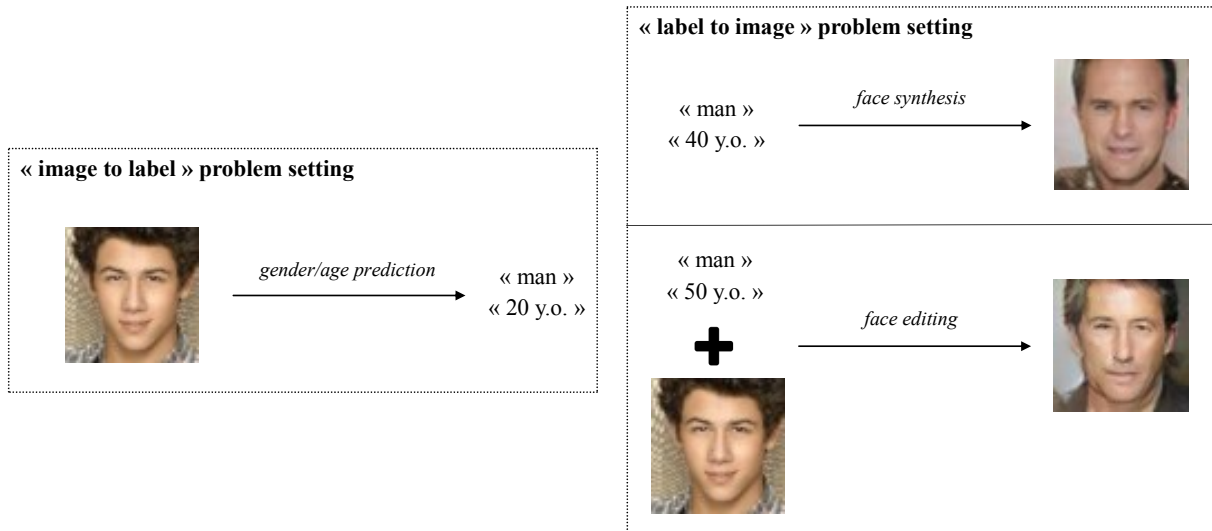 « image to label » problem setting
gender/age prediction
« man »
« 20 y.o. »
« label to image » problem setting
« man »
« 40 y.o. »
face synthesis
« man »
« 50 y.o. »
face editing